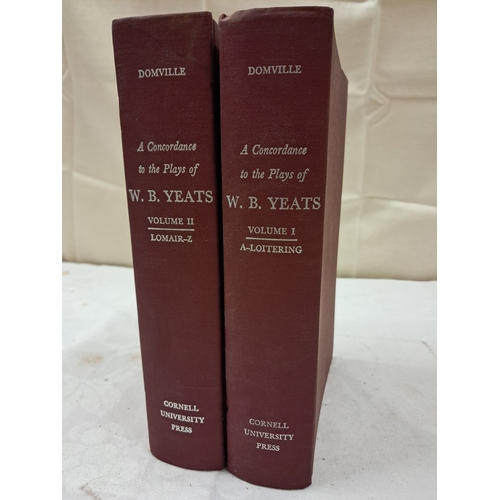 DOMVILLE
A Concordance
to the Plays of
W. B. YEATS
VOLUME II
LOMAIR–Z
CORNELL
UNIVERSITY
PRESS
DOMVILLE
A Concordance
to the Plays of
W. B. YEATS
VOLUME I
A–LOITERING
CORNELL
UNIVERSITY
PRESS